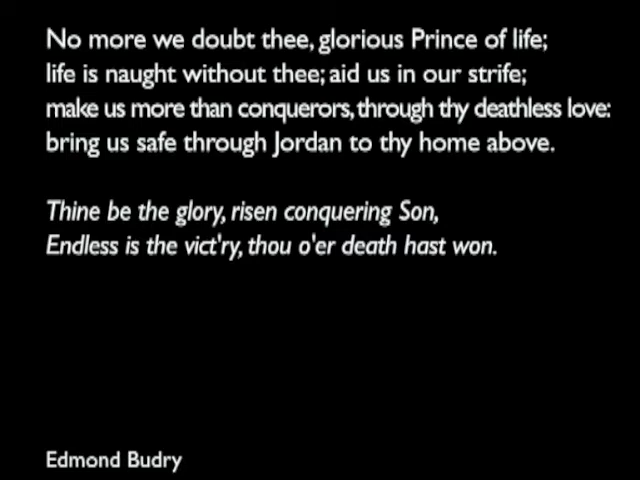 No more we doubt thee, glorious Prince of life;
life is naught without thee; aid us in our strife;
make us more than conquerors, through thy deathless love:
bring us safe through Jordan to thy home above.
Thine be the glory, risen conquering Son,
Endless is the vict'ry, thou o'er death hast won.
Edmond Budry